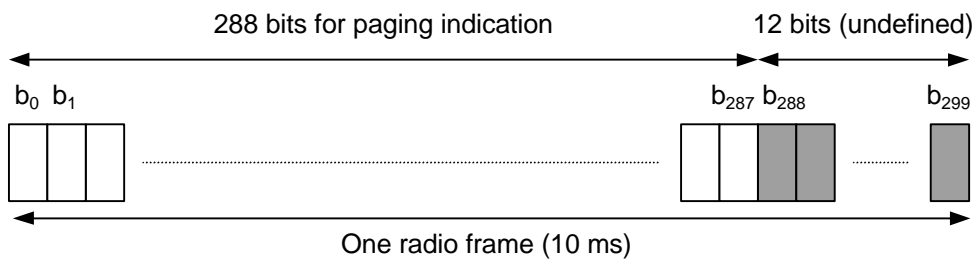 288 bits for paging indication 12 bits (undefined)
b0 b1 b287 b288 b299
One radio frame (10 ms)